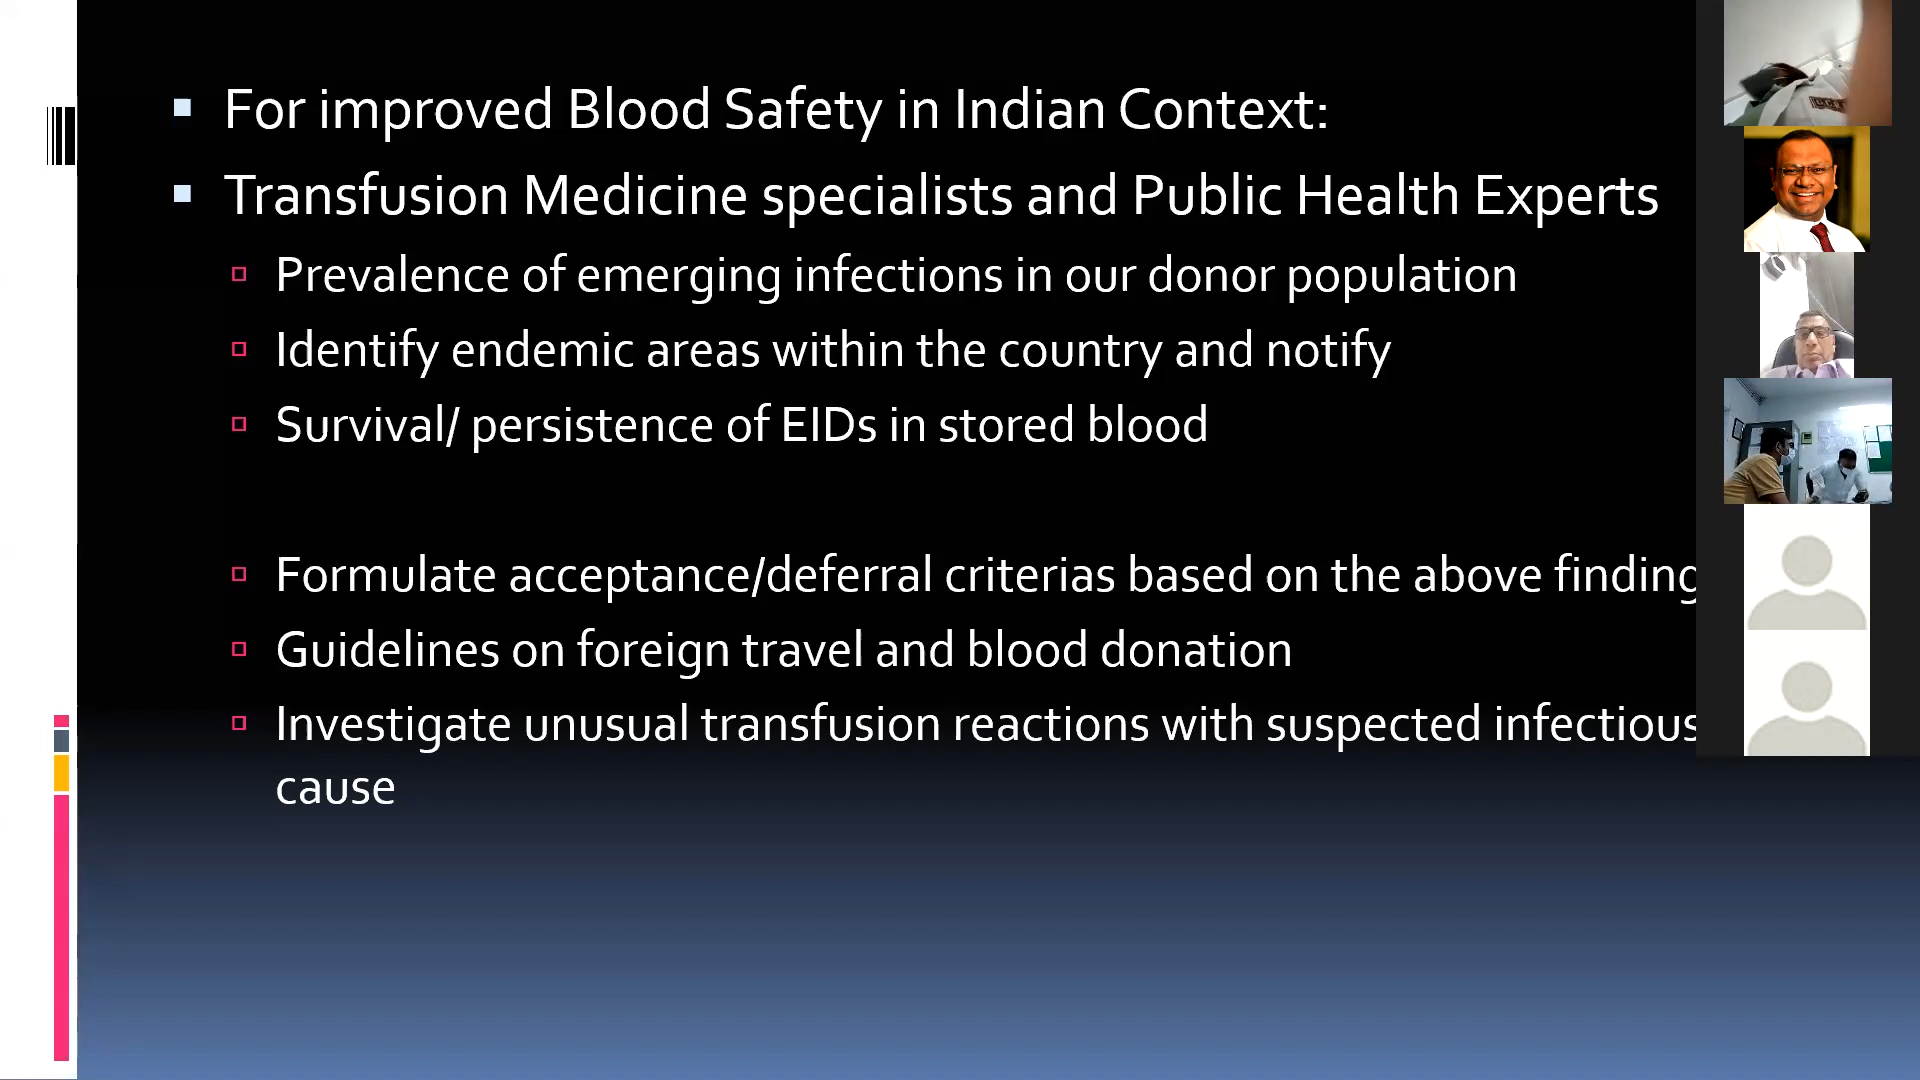 For improved Blood Safety in Indian Context:
Transfusion Medicine specialists and Public Health Experts
Prevalence of emerging infections in our donor population
Identify endemic areas within the country and notify
Survival/ persistence of EIDs in stored blood
Formulate acceptance/deferral criterias based on the above finding
Guidelines on foreign travel and blood donation
Investigate unusual transfusion reactions with suspected infectious
cause